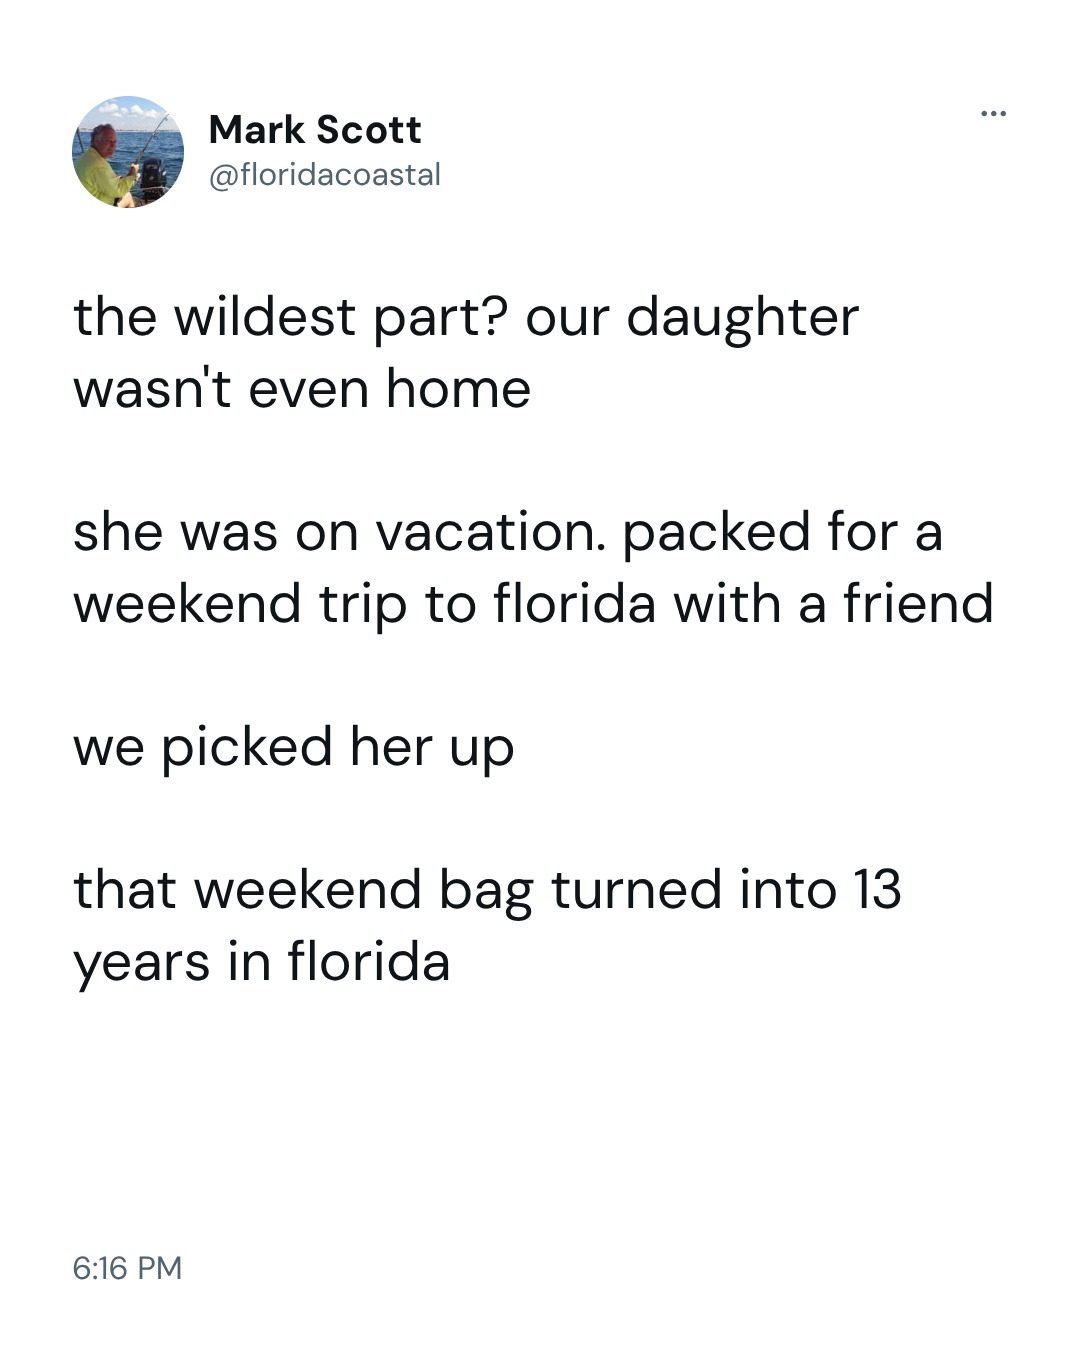 Mark Scott
@floridacoastal
the wildest part? our daughter
wasn't even home
she was on vacation. packed for a
weekend trip to florida with a friend
we picked her up
that weekend bag turned into 13
years in florida
6:16 PM